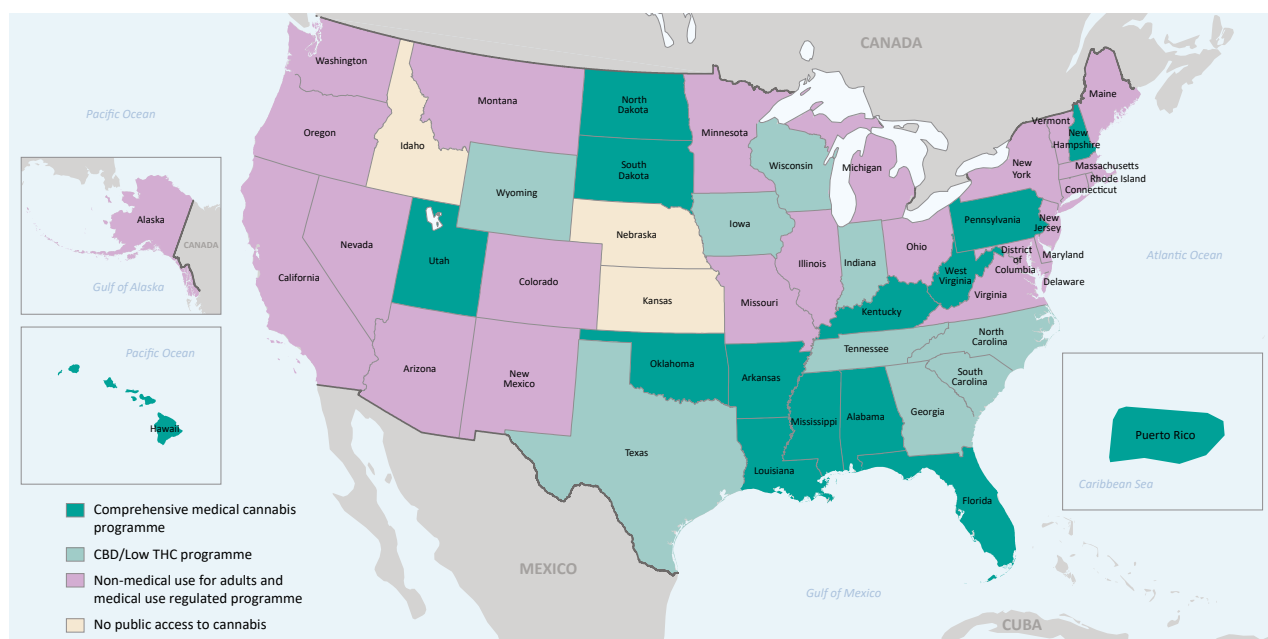 CANADA
Washington
Maine
Montana
North
Dakota
Minnesota
Pacific Ocean
Vermont
New
Hampshire
Oregon
Idaho
South
Dakota
Wisconsin
Michigan
New
York
Massachusetts
Rhode Island
Connecticut
Wyoming
Alaska
CANADA
Gulf of Alaska
Iowa
Pennsylvania
New
Jersey
Nebraska
Nevada
Utah
Ohio
Illinois
Indiana
District
of
Columbia
Maryland
Delaware
Atlantic Ocean
California
Colorado
Kansas
Missouri
West
Virginia
Virginia
Kentucky
North
Carolina
Tennessee
Pacific Ocean
Arizona
New
Mexico
Oklahoma
Arkansas
South
Carolina
Hawaii
Mississippi
Alabama
Georgia
Texas
Louisiana
Florida
Puerto Rico
Caribbean Sea
Comprehensive medical cannabis
programme
CBD/Low THC programme
Non-medical use for adults and
medical use regulated programme
No public access to cannabis
MEXICO
Gulf of Mexico
CUBA